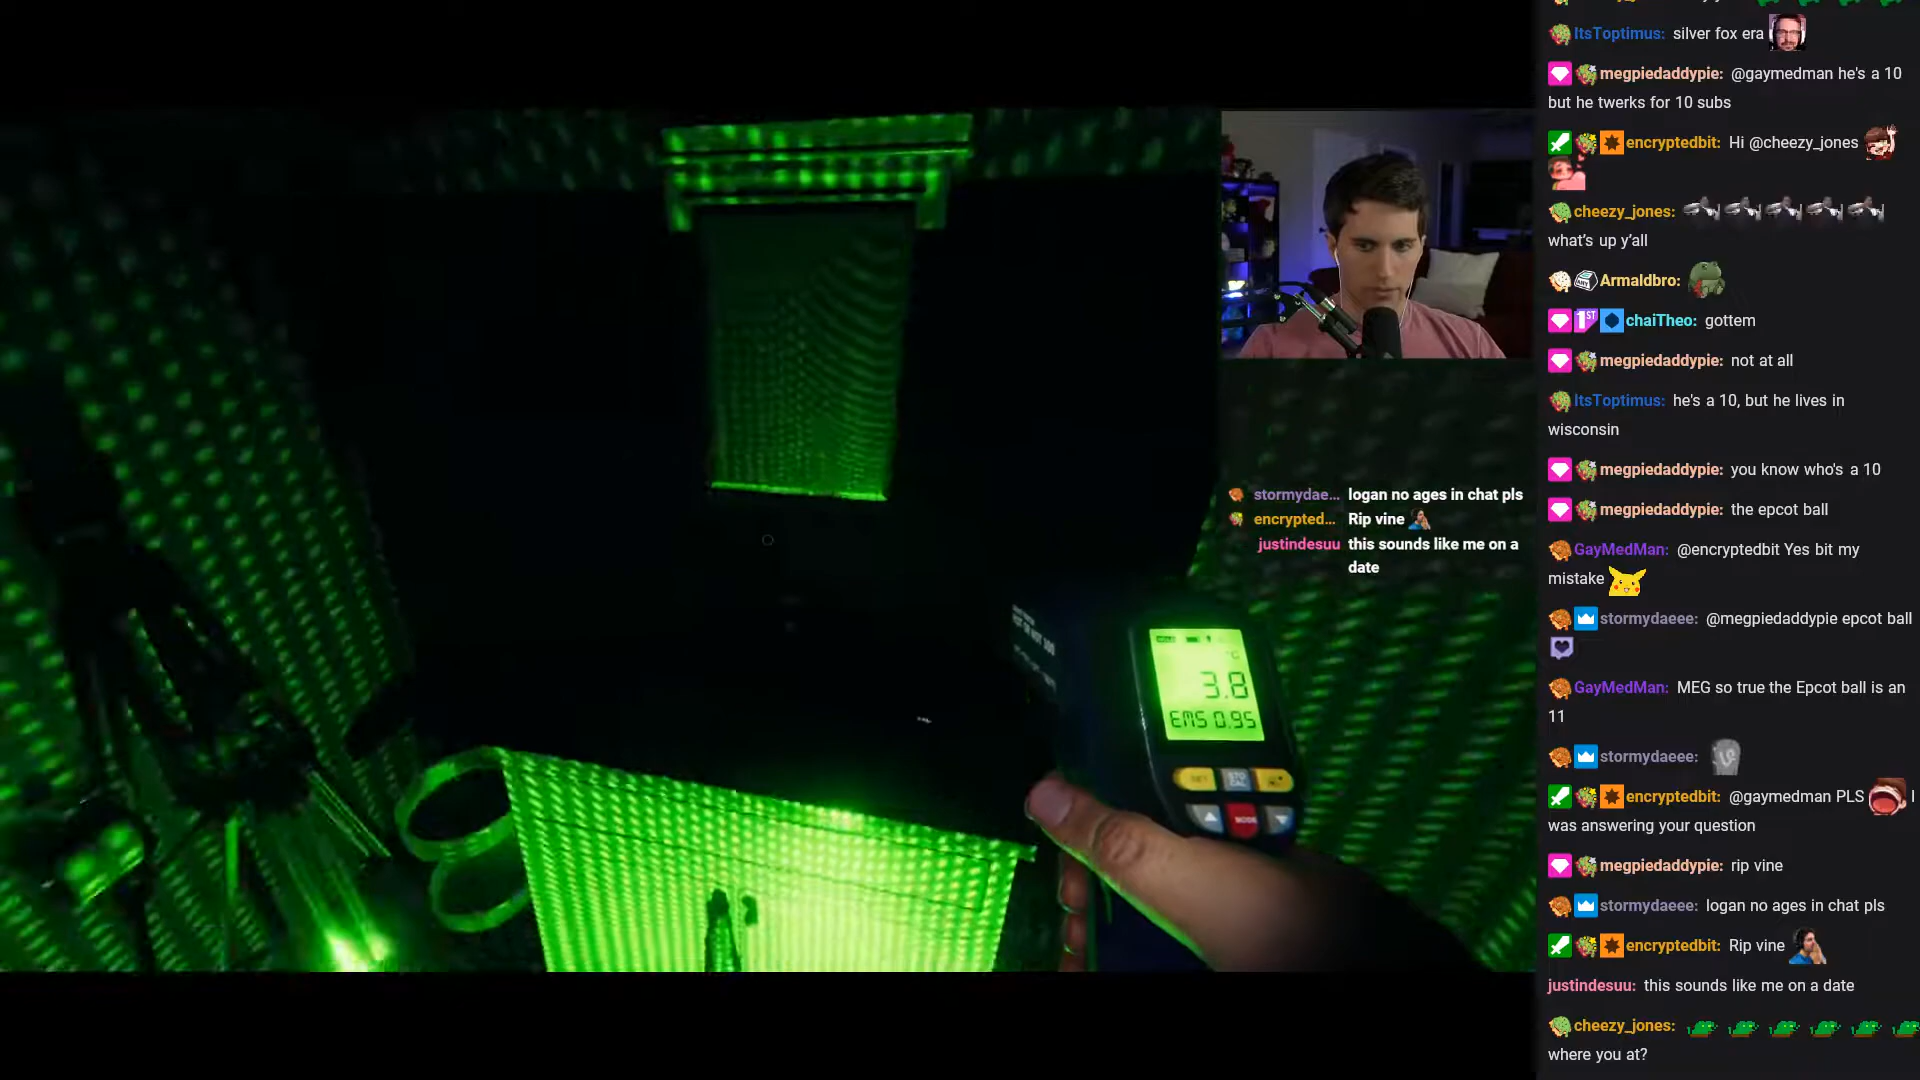 ItsToptimus: silver fox era
megpiedaddypie: @gaymedman he's a 10
but he twerks for 10 subs
encryptedbit: Hi @cheezy_jones
cheezy_jones:
what's up y'all
Armaldbro:
1ST chaiTheo: gottem
megpiedaddypie: not at all
ItsToptimus: he's a 10, but he lives in
wisconsin
megpiedaddypie: you know who's a 10
megpiedaddypie: the epcot ball
GayMedMan: @encryptedbit Yes bit my
mistake
stormydaeee: @megpiedaddypie epcot ball
GayMedMan: MEG so true the Epcot ball is an
11
stormydaeee:
encryptedbit: @gaymedman PLS I
was answering your question
megpiedaddypie: rip vine
stormydaeee: logan no ages in chat pls
encryptedbit: Rip vine
justindesuu: this sounds like me on a date
cheezy_jones:
where you at?
stormydae... logan no ages in chat pls
encrypted... Rip vine
justindesuu this sounds like me on a
date
°C
3.8
EMS 0.95
MODE